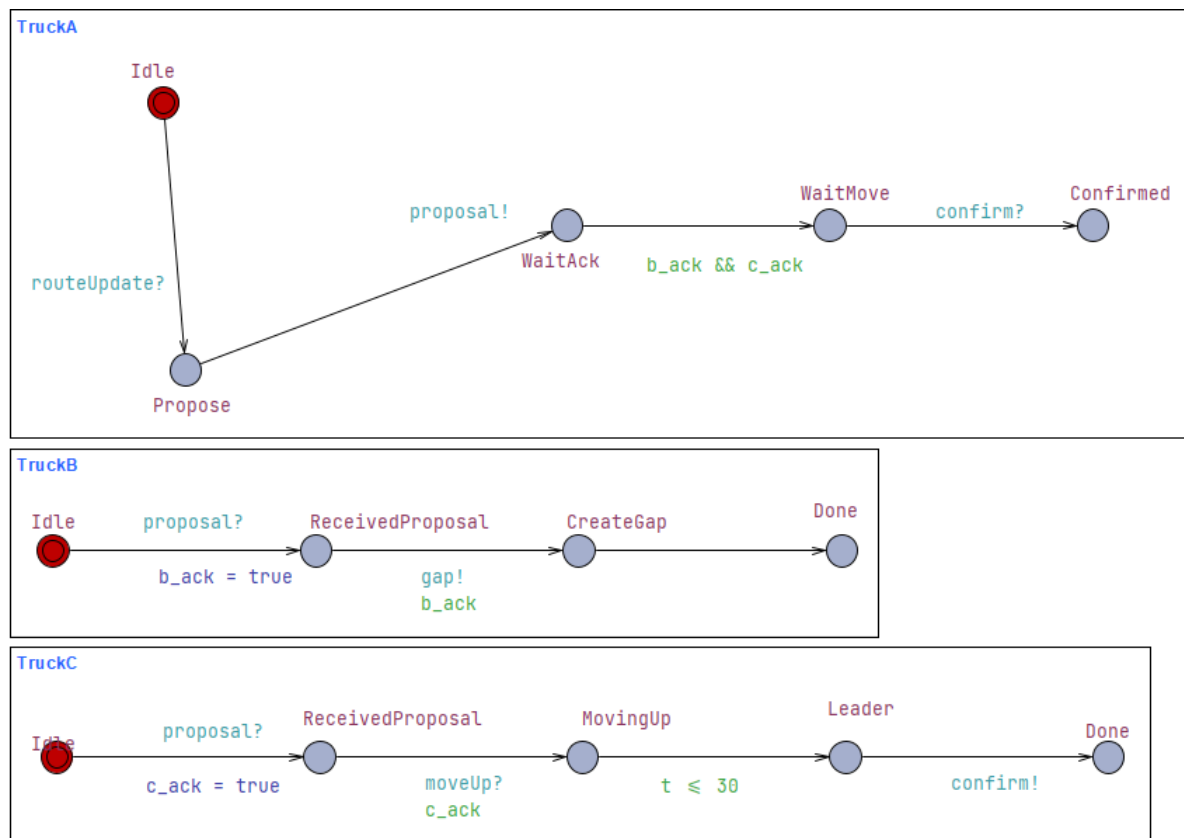 TruckA
Idle
routeUpdate?
Propose
proposal!
WaitAck
b_ack && c_ack
WaitMove
confirm?
Confirmed
TruckB
Idle
proposal?
b_ack = true
ReceivedProposal
gap!
b_ack
CreateGap
Done
TruckC
Idle
proposal?
c_ack = true
ReceivedProposal
moveUp?
c_ack
MovingUp
t ⩽ 30
Leader
confirm!
Done